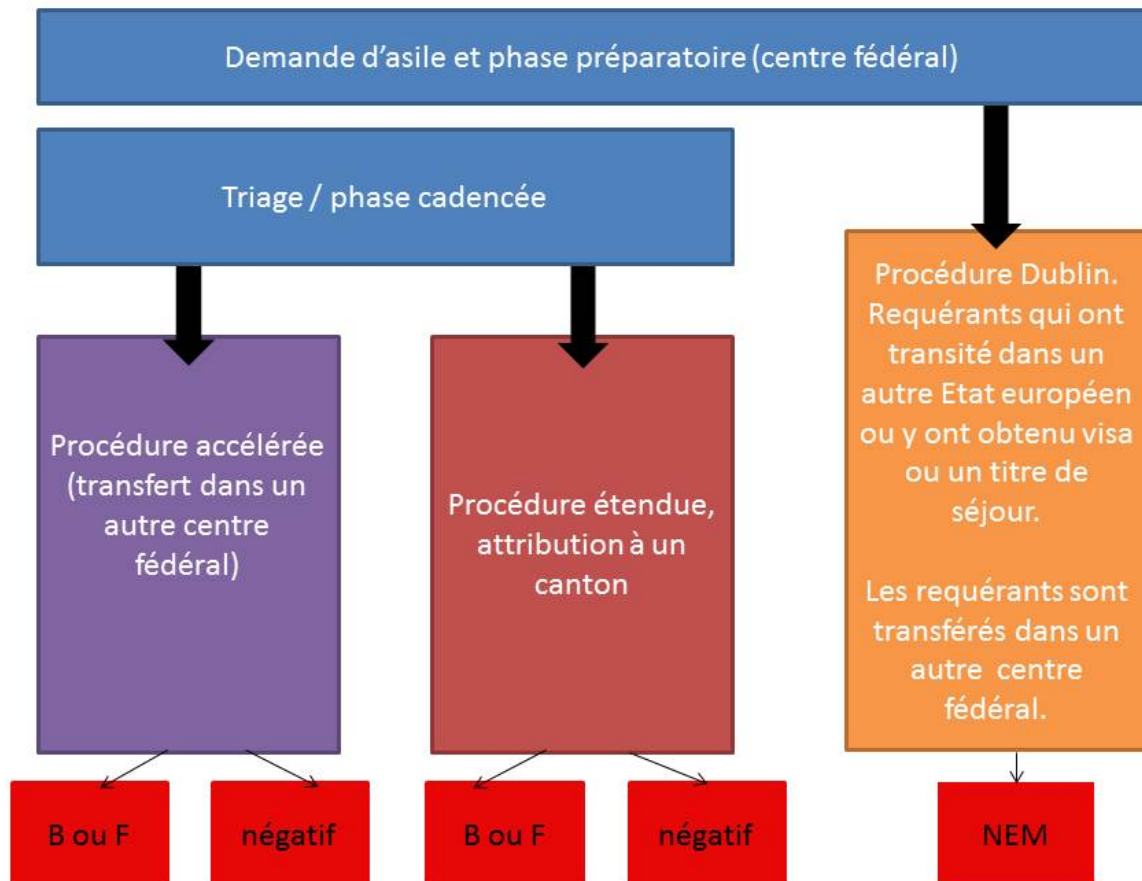 Demande d'asile et phase préparatoire (centre fédéral)
Triage / phase cadencée
Procédure accélérée
(transfert dans un
autre centre
fédéral)
Procédure étendue,
attribution à un
canton
Procédure Dublin.
Requérants qui ont
transité dans un
autre Etat européen
ou y ont obtenu visa
ou un titre de
séjour.
Les requérants sont
transférés dans un
autre centre
fédéral.
B ou F
négatif
B ou F
négatif
NEM